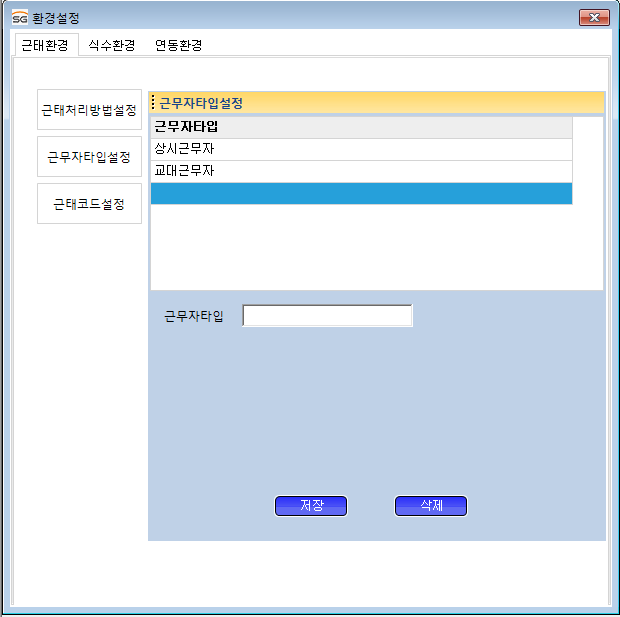 SG 환경설정
근태환경 식수환경 연동환경
근태처리방법설정
근무자타입설정
근태코드설정
근무자타입설정
근무자타입
상시근무자
교대근무자
근무자타입
저장 삭제